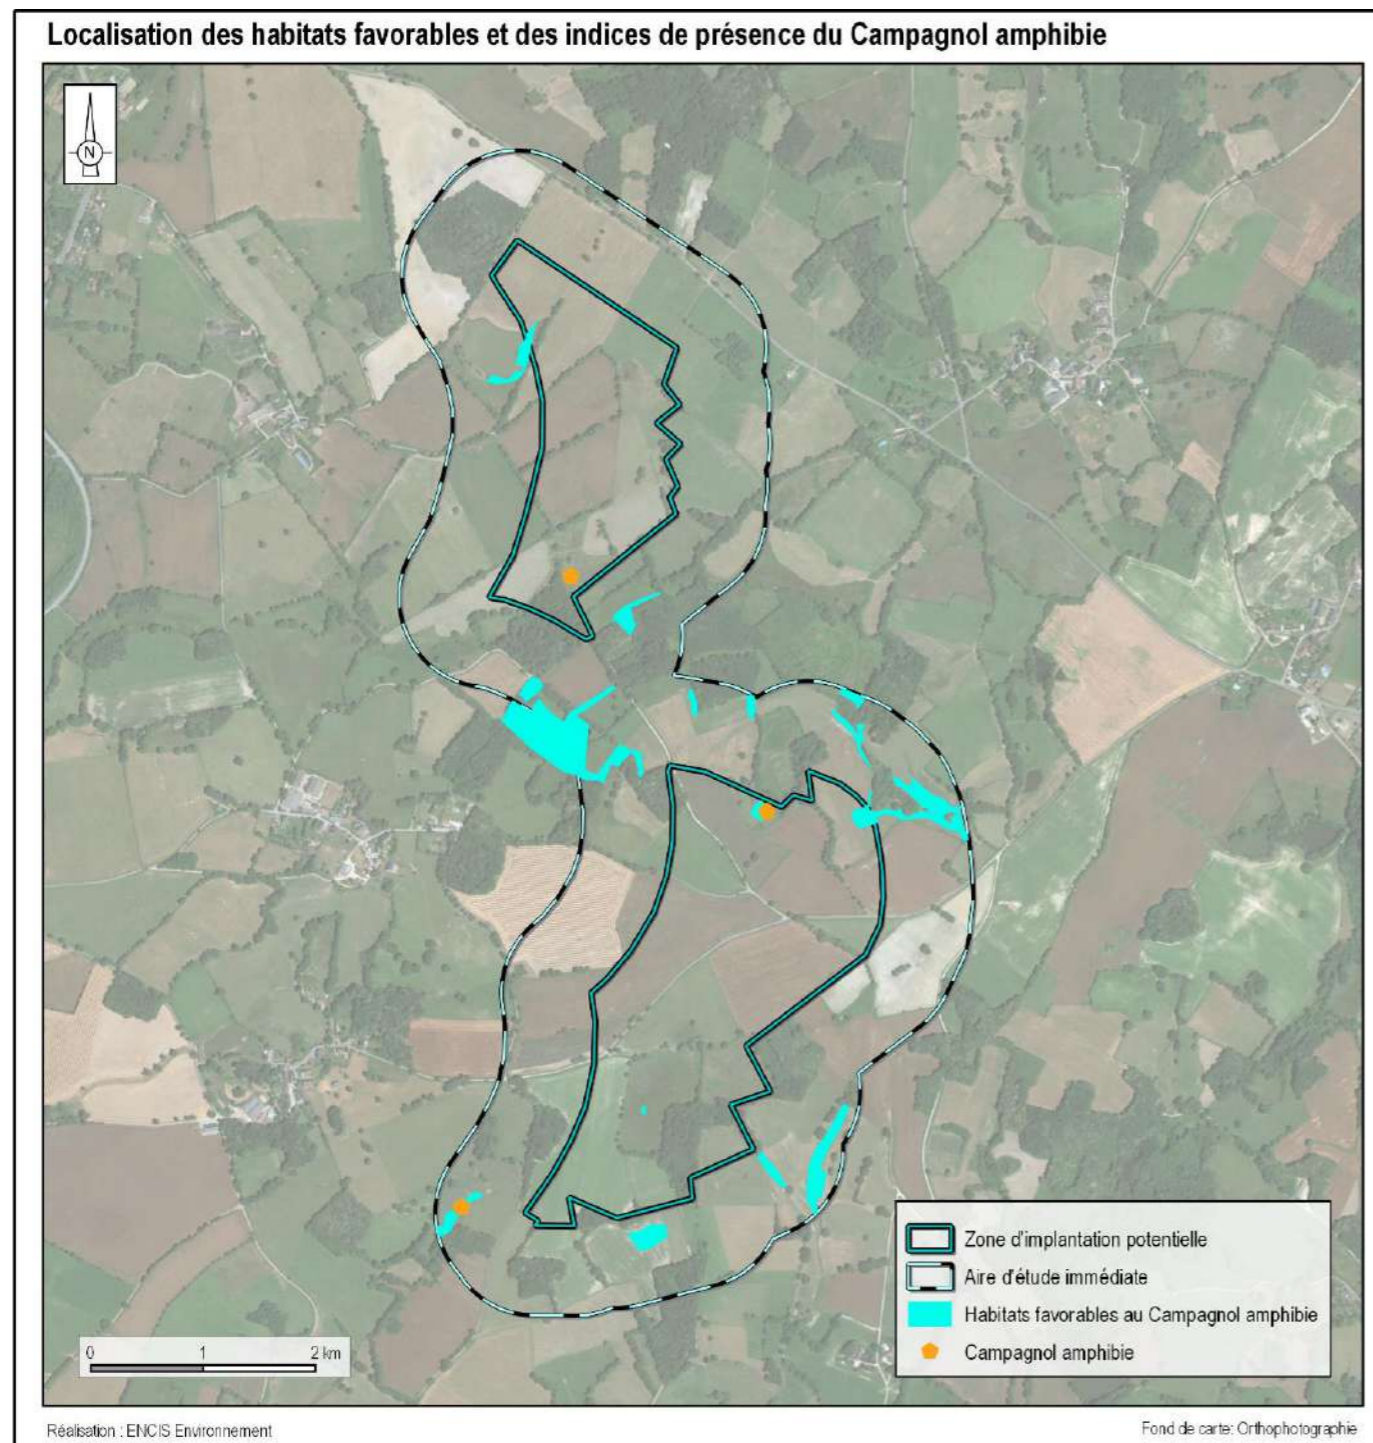 Localisation des habitats favorables et des indices de présence du Campagnol amphibie
N
Zone d'implantation potentielle
Aire d'étude immédiate
Habitats favorables au Campagnol amphibie
Campagnol amphibie
0 1 2 km
Réalisation : ENCIS Environnement
Fond de carte: Orthophotographie